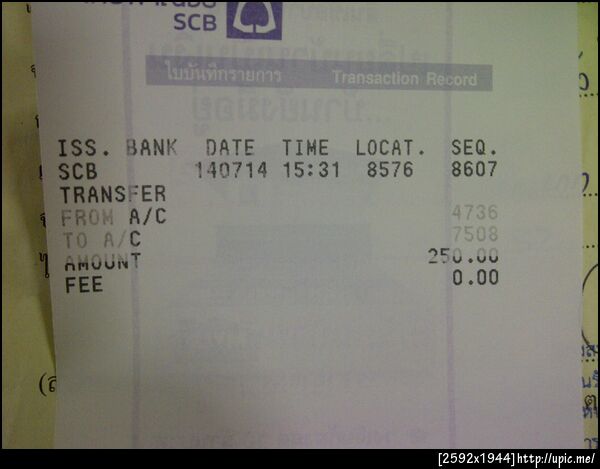 SCB
ใบบันทึกรายการ Transaction Record
ISS. BANK DATE TIME LOCAT. SEQ.
SCB 140714 15:31 8576 8607
TRANSFER
FROM A/C 4736
TO A/C 7508
AMOUNT 250.00
FEE 0.00
[2592x1944]http://upic.me/